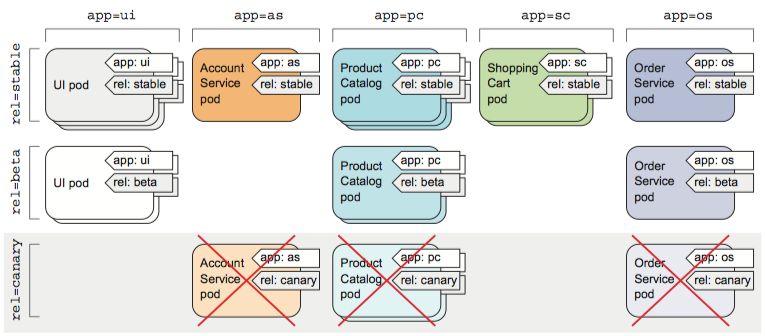 app=ui
app=as
app=pc
app=sc
app=os
rel=stable
UI pod
app: ui
rel: stable
Account
Service
pod
app: as
rel: stable
Product
Catalog
pod
app: pc
rel: stable
Shopping
Cart
pod
app: sc
rel: stable
Order
Service
pod
app: os
rel: stable
rel=beta
UI pod
app: ui
rel: beta
Product
Catalog
pod
app: pc
rel: beta
Order
Service
pod
app: os
rel: beta
rel=canary
Account
Service
pod
app: as
rel: canary
Product
Catalog
pod
app: pc
rel: canary
Order
Service
pod
app: os
rel: canary